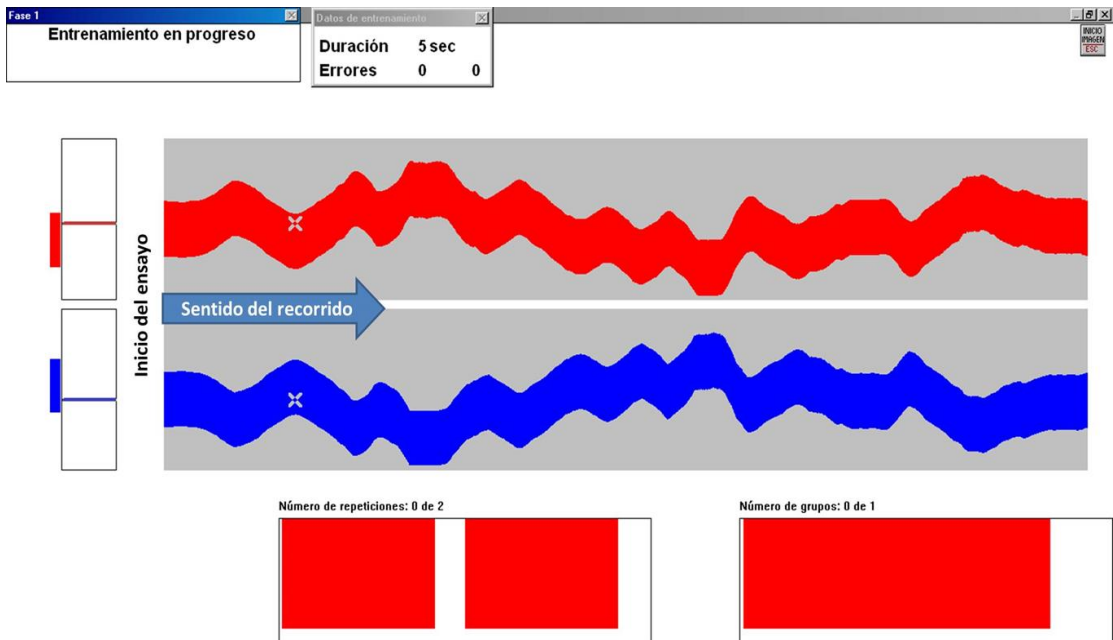 Fase 1
Entrenamiento en progreso
Datos de entrenamiento
Duración 5 sec
Errores 0 0
INICIO
IMAGEN
ESC
Inicio del ensayo
Sentido del recorrido
Número de repeticiones: 0 de 2
Número de grupos: 0 de 1